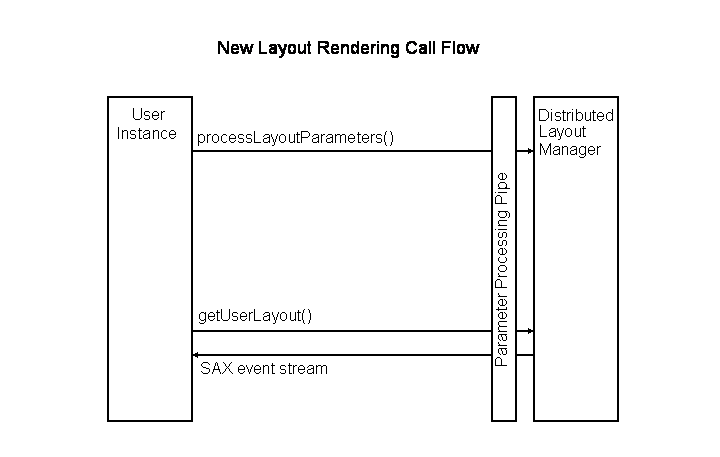 New Layout Rendering Call Flow
User
Instance
processLayoutParameters()
Distributed
Layout
Manager
Parameter Processing Pipe
getUserLayout()
SAX event stream